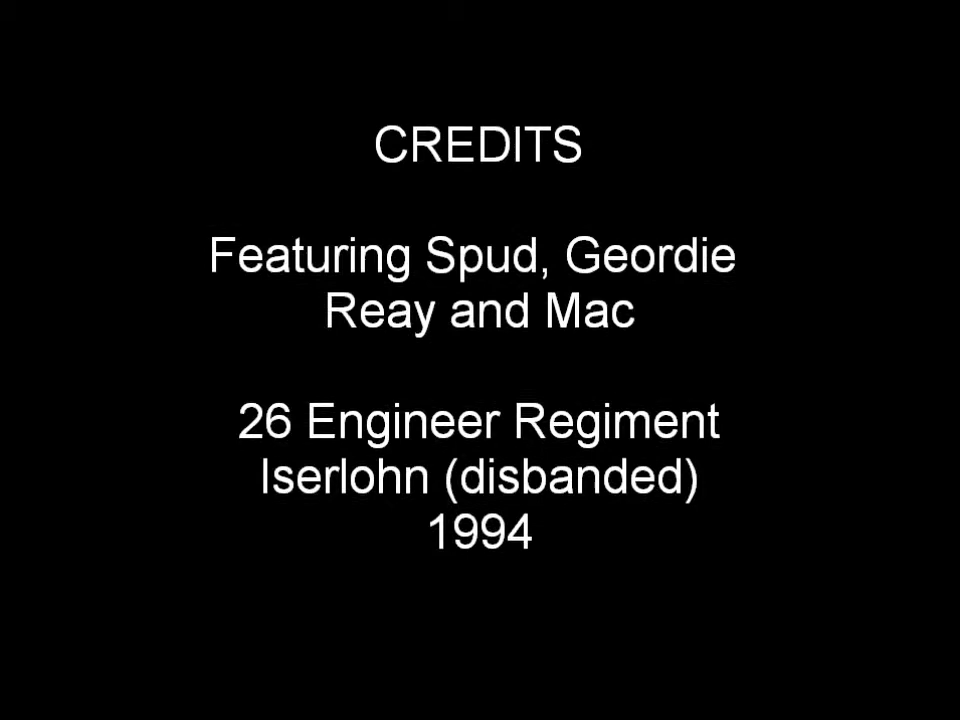 CREDITS
Featuring Spud, Geordie
Reay and Mac
26 Engineer Regiment
Iserlohn (disbanded)
1994